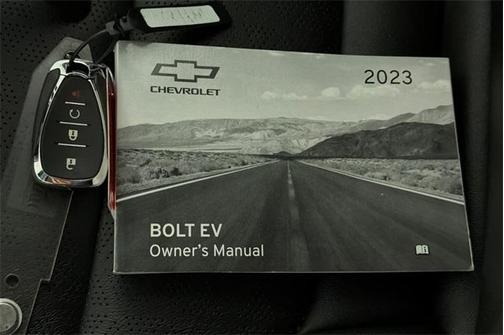 CHEVROLET
2023
BOLT EV
Owner's Manual